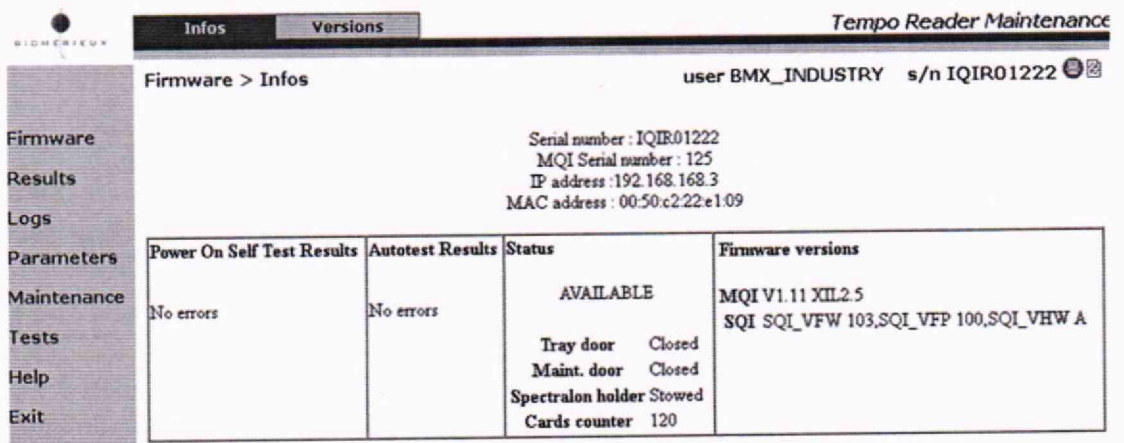 BIOMÉRIEUX
Infos Versions
Tempo Reader Maintenance
Firmware > Infos
user BMX_INDUSTRY s/n IQIR01222
Firmware
Results
Logs
Parameters
Maintenance
Tests
Help
Exit
Serial number : IQIR01222
MQI Serial number : 125
IP address :192.168.168.3
MAC address : 00:50:c2:22:e1:09
Power On Self Test Results Autotest Results Status Firmware versions
No errors
No errors
AVAILABLE
Tray door Closed
Maint. door Closed
Spectralon holder Stowed
Cards counter 120
MQI V1.11 XIL2.5
SQI SQI_VFW 103,SQI_VFP 100,SQI_VHW A